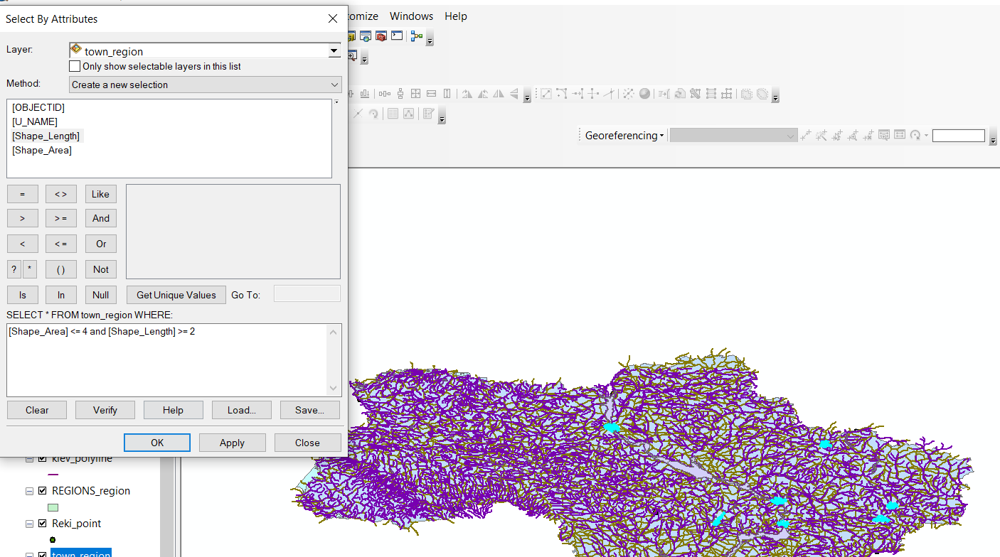 Select By Attributes
tomize Windows Help
Layer:
town_region
Only show selectable layers in this list
Method:
Create a new selection
[OBJECTID]
[U_NAME]
[Shape_Length]
[Shape_Area]
Georeferencing
= < > Like
> > = And
< < = Or
? * ( ) Not
Is In Null Get Unique Values Go To:
SELECT * FROM town_region WHERE:
[Shape_Area] <= 4 and [Shape_Length] >= 2
Clear Verify Help Load... Save...
OK Apply Close
kiev_polyline
REGIONS_region
Reki_point
town_region